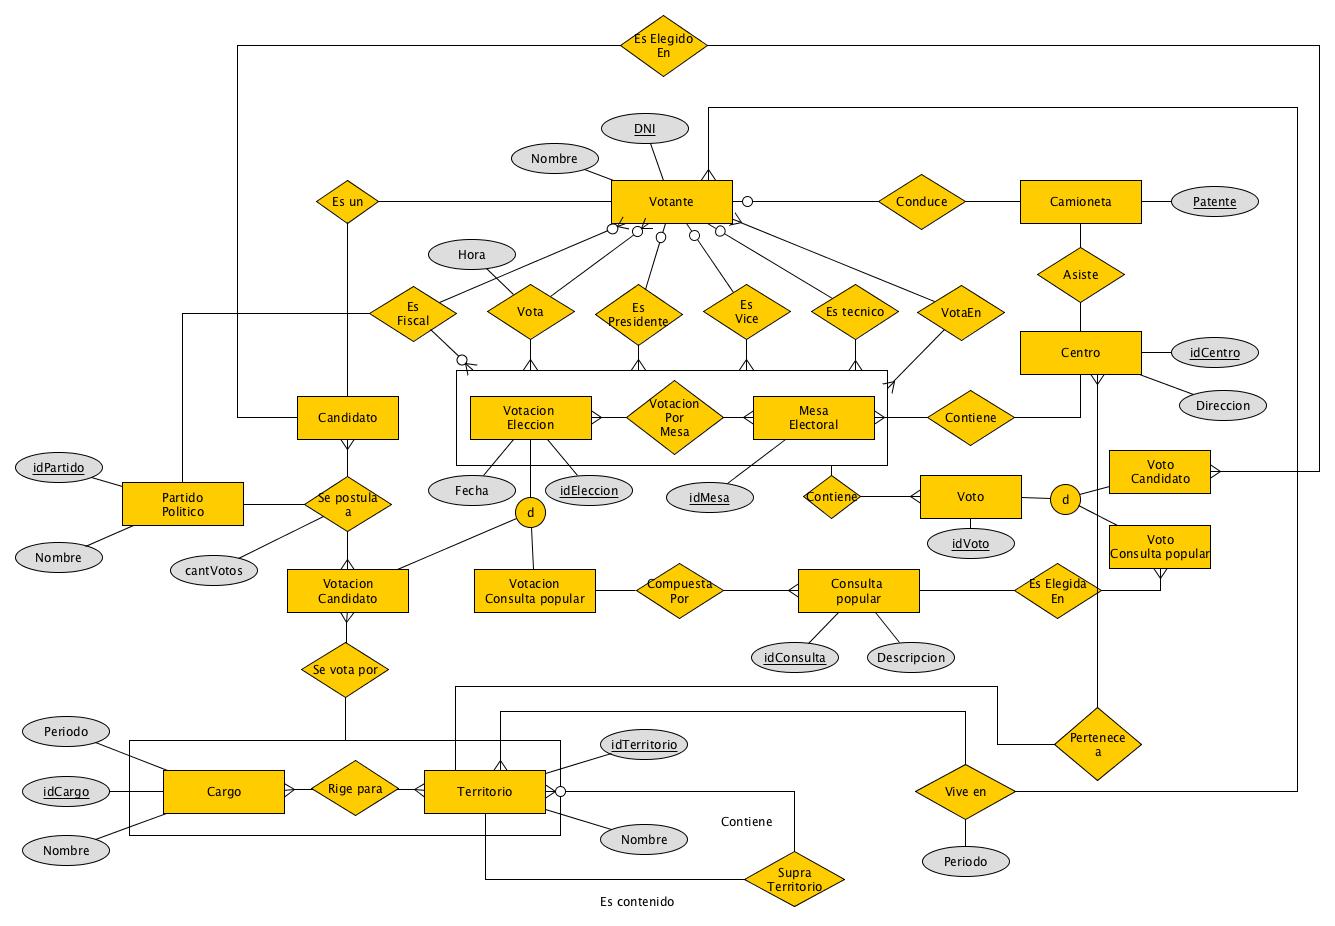 Es Elegido
En
DNI
Nombre
Es un
Votante
Conduce
Camioneta
Patente
Hora
Asiste
Es
Fiscal
Vota
Es
Presidente
Es
Vice
Es tecnico
VotaEn
Centro
idCentro
Direccion
Candidato
Votacion
Eleccion
Votacion
Por
Mesa
Mesa
Electoral
Contiene
idPartido
Partido
Politico
Se postula
a
Fecha
idEleccion
idMesa
Contiene
Voto
d
Voto
Candidato
d
idVoto
Voto
Consulta popular
Nombre
cantVotos
Votacion
Candidato
Votacion
Consulta popular
Compuesta
Por
Consulta
popular
Es Elegida
En
idConsulta
Descripcion
Se vota por
Periodo
idTerritorio
Pertenece
a
idCargo
Cargo
Rige para
Territorio
Vive en
Contiene
Nombre
Nombre
Periodo
Supra
Territorio
Es contenido